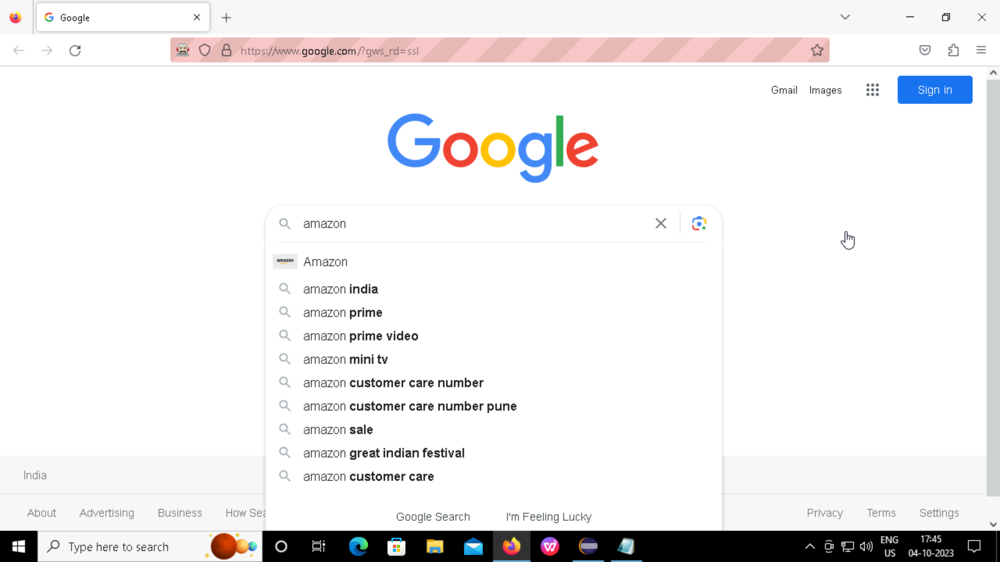 Google
https://www.google.com/?gws_rd=ssl
Gmail Images Sign in
Google
amazon
amazon Amazon
amazon india
amazon prime
amazon prime video
amazon mini tv
amazon customer care number
amazon customer care number pune
amazon sale
amazon great indian festival
amazon customer care
India
Google Search I'm Feeling Lucky
About Advertising Business How Sea
Privacy Terms Settings
Type here to search
ENG
US
17:45
04-10-2023